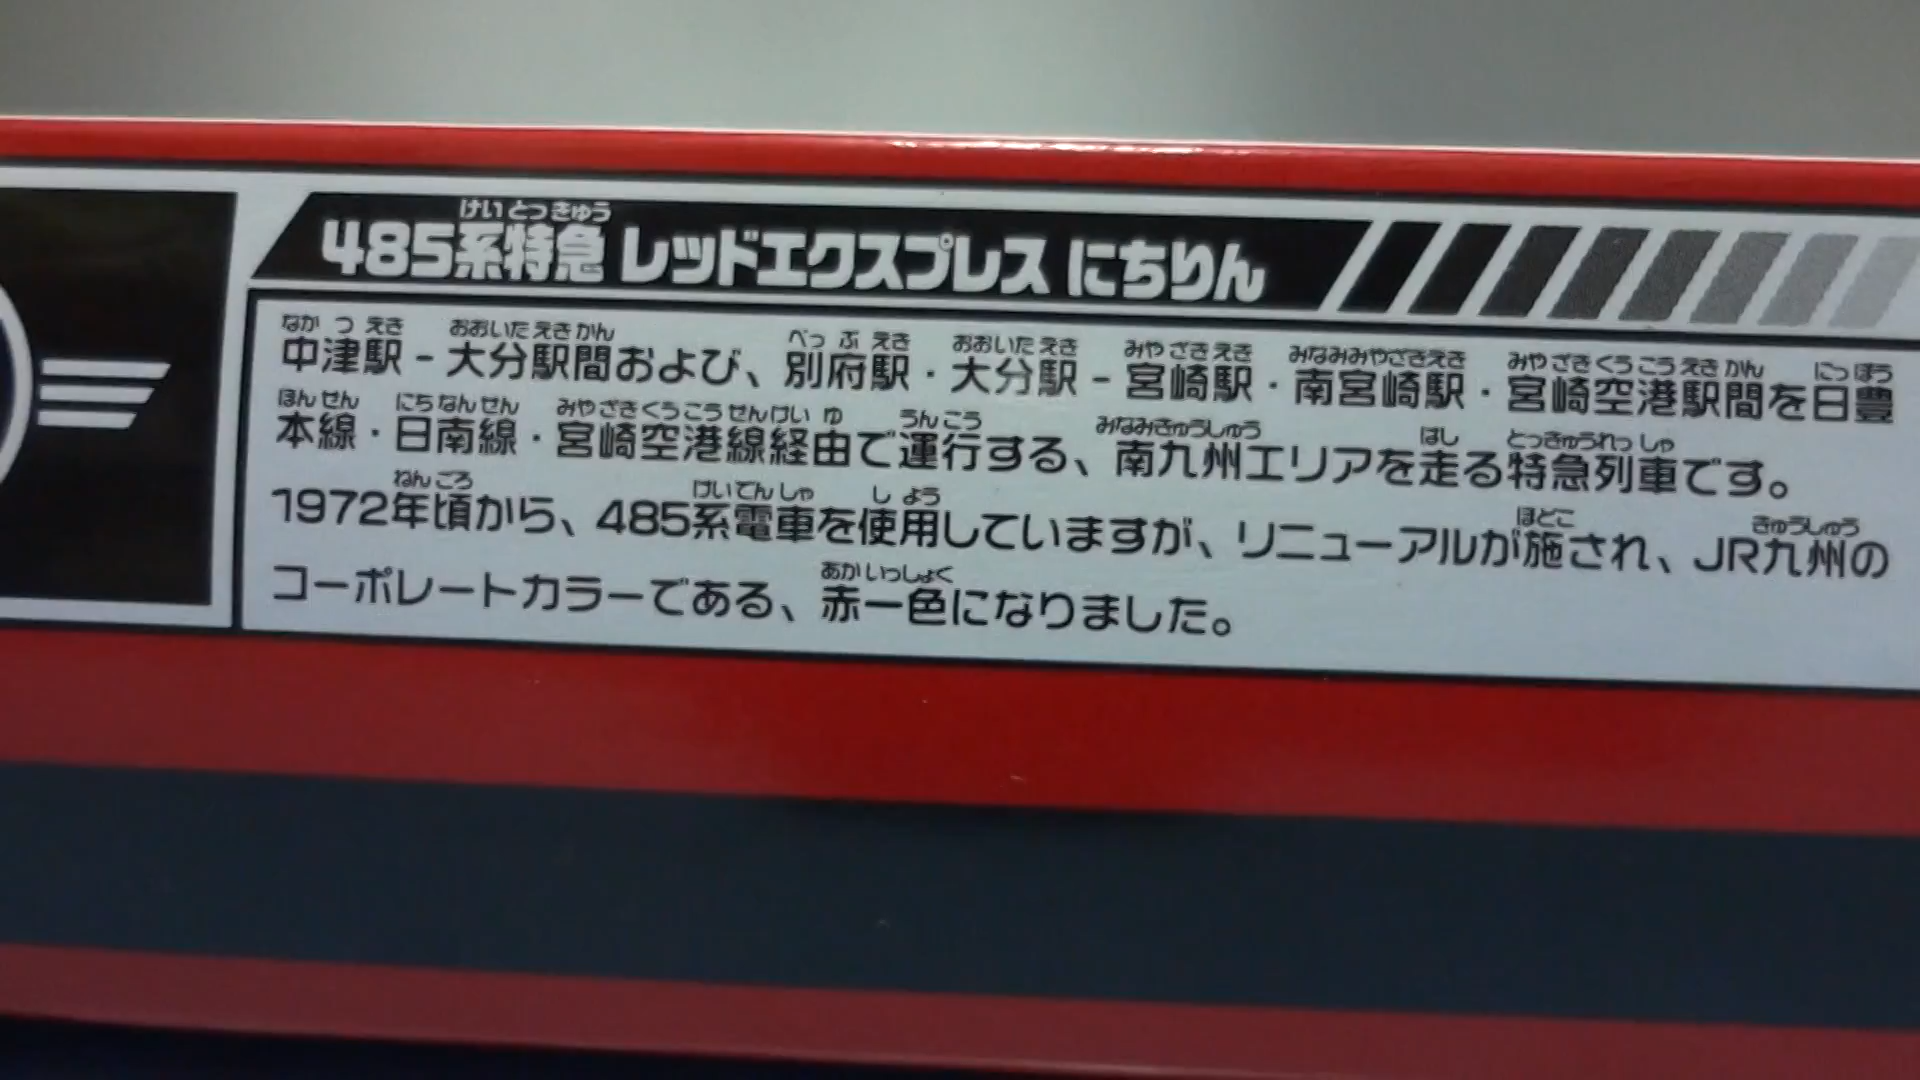 けい とっ きゅう
485系特急 レッドエクスプレス にちりん
なか つ えき おおいた えき かん べっ ぷ えき おおいた えき みや ざき えき みなみみやざきえき みや ざき くう こう えき かん にっ ぽう
中津駅－大分駅間および、別府駅・大分駅－宮崎駅・南宮崎駅・宮崎空港駅間を日豊
ほん せん にち なん せん みや ざき くう こう せん けい ゆ うん こう みなみきゅうしゅう はし とっきゅうれっ しゃ
本線・日南線・宮崎空港線経由で運行する、南九州エリアを走る特急列車です。
ねん ごろ けい でん しゃ し よう ほどこ きゅうしゅう
1972年頃から、485系電車を使用していますが、リニューアルが施され、JR九州の
あか いっしょく
コーポレートカラーである、赤一色になりました。